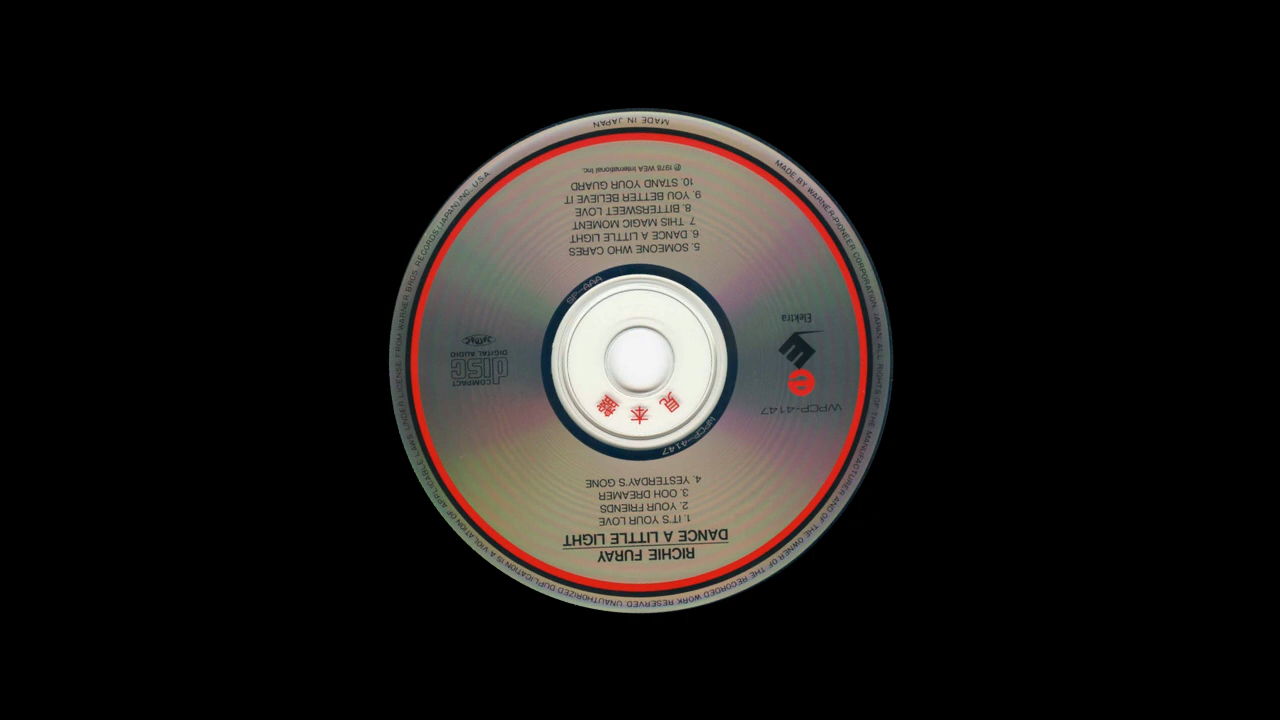 RICHIE FURAY
DANCE A LITTLE LIGHT
1. IT'S YOUR LOVE
2. YOUR FRIENDS
3. OOH DREAMER
4. YESTERDAY'S GONE
WPCP-4147
e
Elektra
COMPACT
disc
DIGITAL AUDIO
見本盤
WPCP-4147
5. SOMEONE WHO CARES
6. DANCE A LITTLE LIGHT
7. THIS MAGIC MOMENT
8. BITTERSWEET LOVE
9. YOU BETTER BELIEVE IT
10. STAND YOUR GUARD
℗ 1978 WEA International Inc.
MADE BY WARNER-PIONEER CORPORATION, JAPAN. ALL RIGHTS OF THE MANUFACTURER AND OF THE OWNER OF THE RECORDED WORK RESERVED. UNAUTHORIZED DUPLICATION IS A VIOLATION OF APPLICABLE LAWS. UNDER LICENSE FROM WARNER BROS. RECORDS (JAPAN) INC., U.S.A.
MADE IN JAPAN